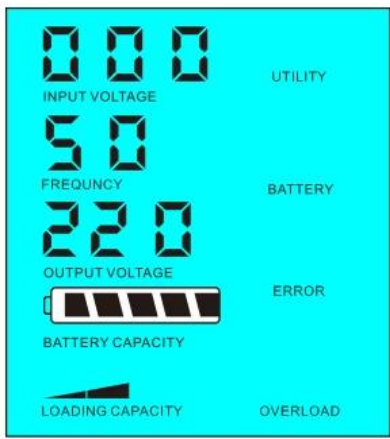 000
UTILITY
INPUT VOLTAGE
50
FREQUNCY
BATTERY
220
OUTPUT VOLTAGE
ERROR
BATTERY CAPACITY
LOADING CAPACITY
OVERLOAD